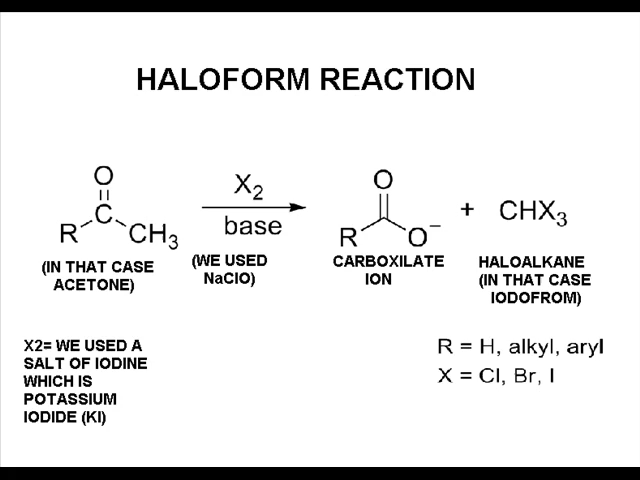 HALOFORM REACTION
O
R C CH3
X2
base
O
R O−
+ CHX3
(IN THAT CASE
ACETONE)
(WE USED
NaClO)
CARBOXILATE
ION
HALOALKANE
(IN THAT CASE
IODOFROM)
X2= WE USED A
SALT OF IODINE
WHICH IS
POTASSIUM
IODIDE (KI)
R = H, alkyl, aryl
X = Cl, Br, I